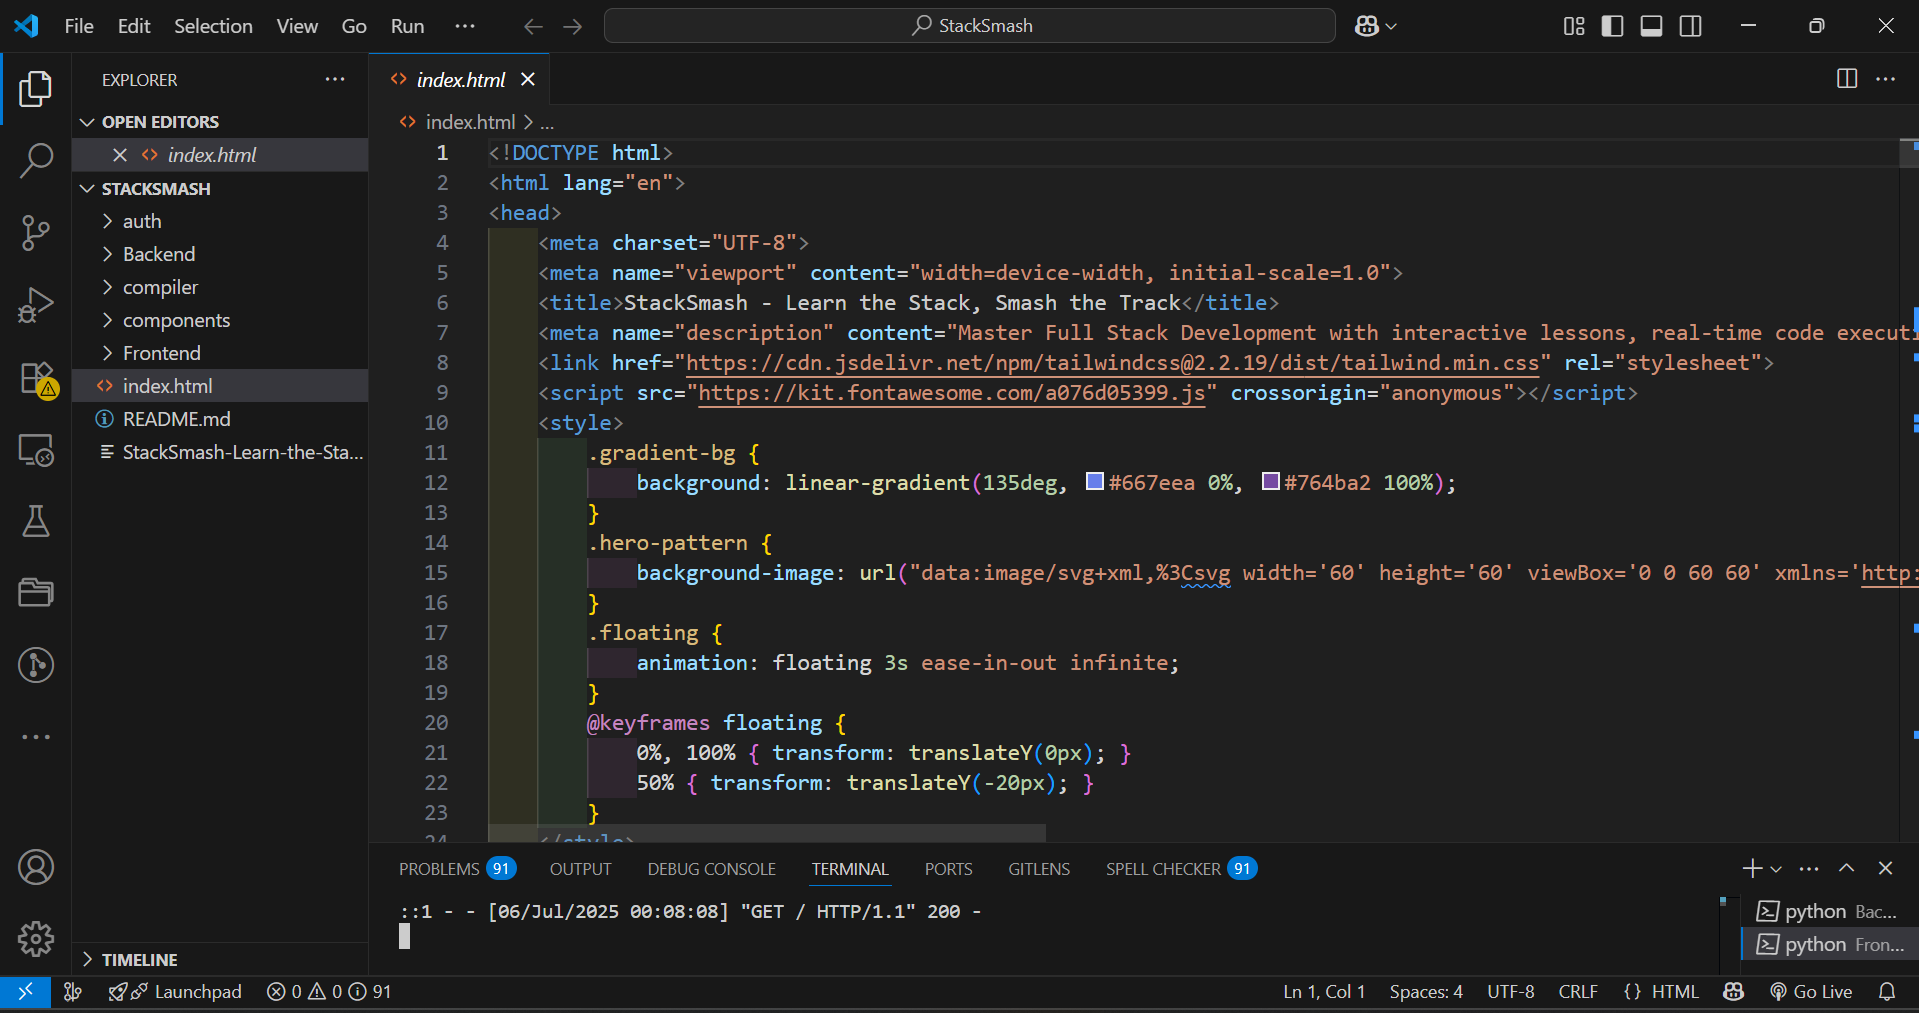 File Edit Selection View Go Run
StackSmash
EXPLORER
OPEN EDITORS
index.html
STACKSMASH
auth
Backend
compiler
components
Frontend
index.html
README.md
StackSmash-Learn-the-Sta...
TIMELINE
index.html
index.html > ...
1 <!DOCTYPE html>
2 <html lang="en">
3 <head>
4 <meta charset="UTF-8">
5 <meta name="viewport" content="width=device-width, initial-scale=1.0">
6 <title>StackSmash - Learn the Stack, Smash the Track</title>
7 <meta name="description" content="Master Full Stack Development with interactive lessons, real-time code executi
8 <link href="https://cdn.jsdelivr.net/npm/tailwindcss@2.2.19/dist/tailwind.min.css" rel="stylesheet">
9 <script src="https://kit.fontawesome.com/a076d05399.js" crossorigin="anonymous"></script>
10 <style>
11 .gradient-bg {
12 background: linear-gradient(135deg, #667eea 0%, #764ba2 100%);
13 }
14 .hero-pattern {
15 background-image: url("data:image/svg+xml,%3Csvg width='60' height='60' viewBox='0 0 60 60' xmlns='http:
16 }
17 .floating {
18 animation: floating 3s ease-in-out infinite;
19 }
20 @keyframes floating {
21 0%, 100% { transform: translateY(0px); }
22 50% { transform: translateY(-20px); }
23 }
24 </style>
PROBLEMS 91 OUTPUT DEBUG CONSOLE TERMINAL PORTS GITLENS SPELL CHECKER 91
::1 - - [06/Jul/2025 00:08:08] "GET / HTTP/1.1" 200 -
python Bac...
python Fron...
Launchpad 0 0 91 Ln 1, Col 1 Spaces: 4 UTF-8 CRLF {} HTML Go Live